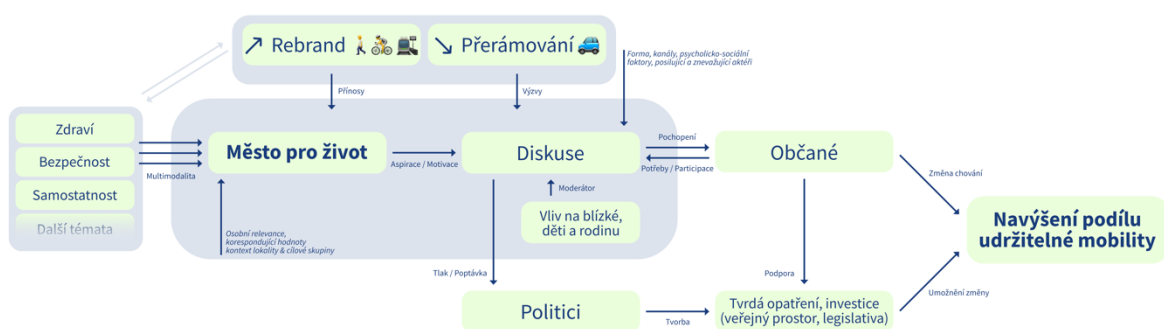 Rebrand
Přerámování
Forma, kanály, psychologicko-sociální
faktory, posilující a znevažující aktéři
Přínosy
Výzvy
Zdraví
Bezpečnost
Samostatnost
Další témata
Multimodalita
Město pro život
Aspirace / Motivace
Diskuse
Pochopení
Potřeby / Participace
Občané
Změna chování
Moderátor
Vliv na blízké,
děti a rodinu
Osobní relevance,
korespondující hodnoty
kontext lokality & cílové skupiny
Navýšení podílu
udržitelné mobility
Tlak / Poptávka
Podpora
Politici
Tvorba
Tvrdá opatření, investice
(veřejný prostor, legislativa)
Umožnění změny